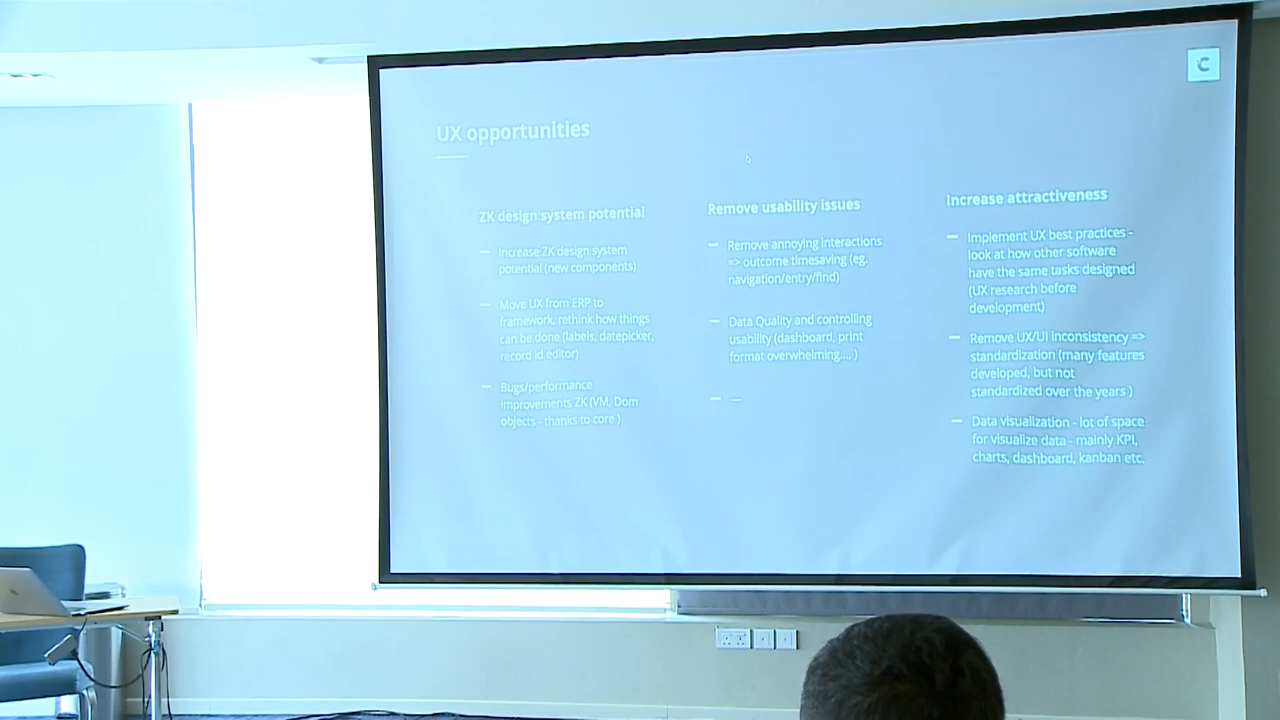 C
UX opportunities
ZK design system potential
– Increase ZK design system
potential (new components)
– Move UX from ERP to
framework, rethink how things
can be done (labels, datepicker,
record id editor)
– Bugs/performance
improvements ZK (VM, Dom
objects - thanks to core )
Remove usability issues
– Remove annoying interactions
=> outcome timesaving (eg.
navigation/entry/find)
– Data Quality and controlling
usability (dashboard, print
format overwhelming..., )
– ...
Increase attractiveness
– Implement UX best practices -
look at how other software
have the same tasks designed
(UX research before
development)
– Remove UX/UI inconsistency =>
standardization (many features
developed, but not
standardized over the years )
– Data visualization - lot of space
for visualize data - mainly KPI,
charts, dashboard, kanban etc.